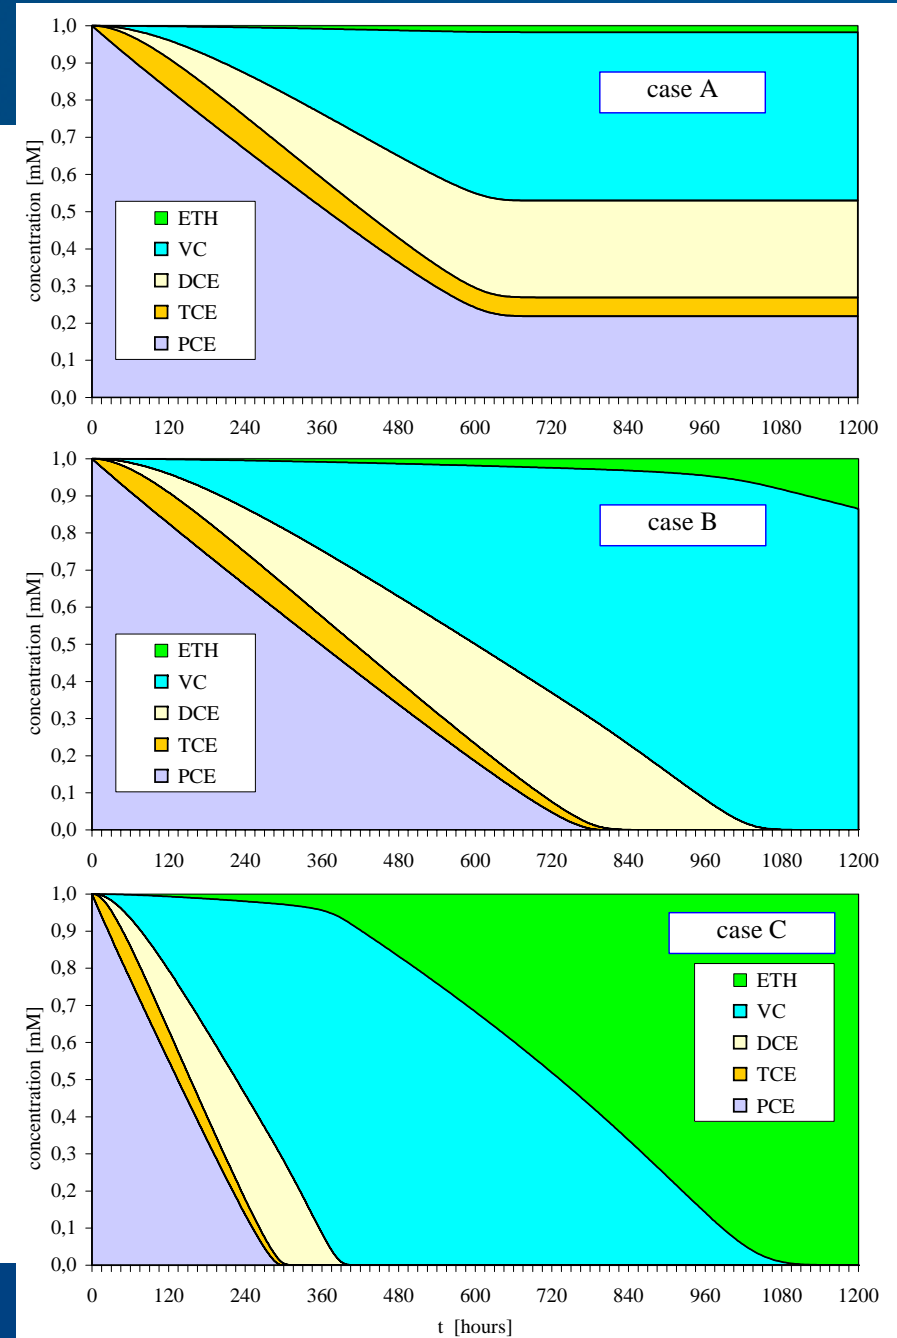 1,0
0,9
0,8
0,7
0,6
0,5
0,4
0,3
0,2
0,1
0,0
concentration [mM]
case A
ETH
VC
DCE
TCE
PCE
0 120 240 360 480 600 720 840 960 1080 1200
1,0
0,9
0,8
0,7
0,6
0,5
0,4
0,3
0,2
0,1
0,0
concentration [mM]
case B
ETH
VC
DCE
TCE
PCE
0 120 240 360 480 600 720 840 960 1080 1200
1,0
0,9
0,8
0,7
0,6
0,5
0,4
0,3
0,2
0,1
0,0
concentration [mM]
case C
ETH
VC
DCE
TCE
PCE
0 120 240 360 480 600 720 840 960 1080 1200
t [hours]